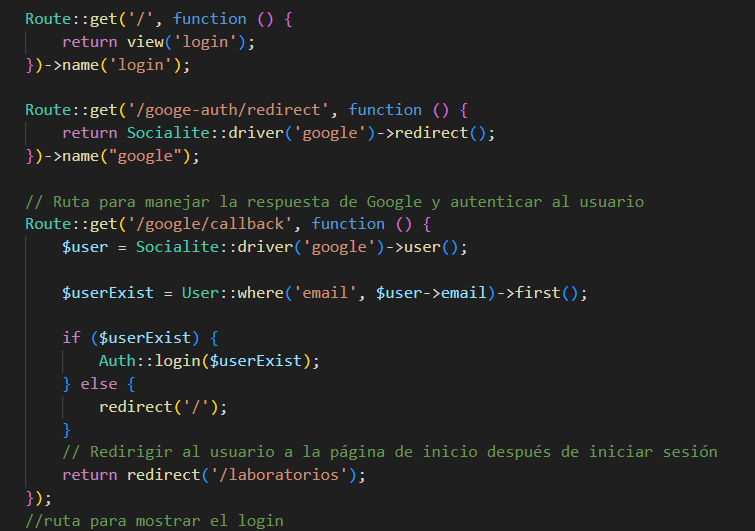 Route::get('/', function () {
    return view('login');
})->name('login');

Route::get('/googe-auth/redirect', function () {
    return Socialite::driver('google')->redirect();
})->name("google");

// Ruta para manejar la respuesta de Google y autenticar al usuario
Route::get('/google/callback', function () {
    $user = Socialite::driver('google')->user();

    $userExist = User::where('email', $user->email)->first();

    if ($userExist) {
        Auth::login($userExist);
    } else {
        redirect('/');
    }
    // Redirigir al usuario a la página de inicio después de iniciar sesión
    return redirect('/laboratorios');
});
//ruta para mostrar el login